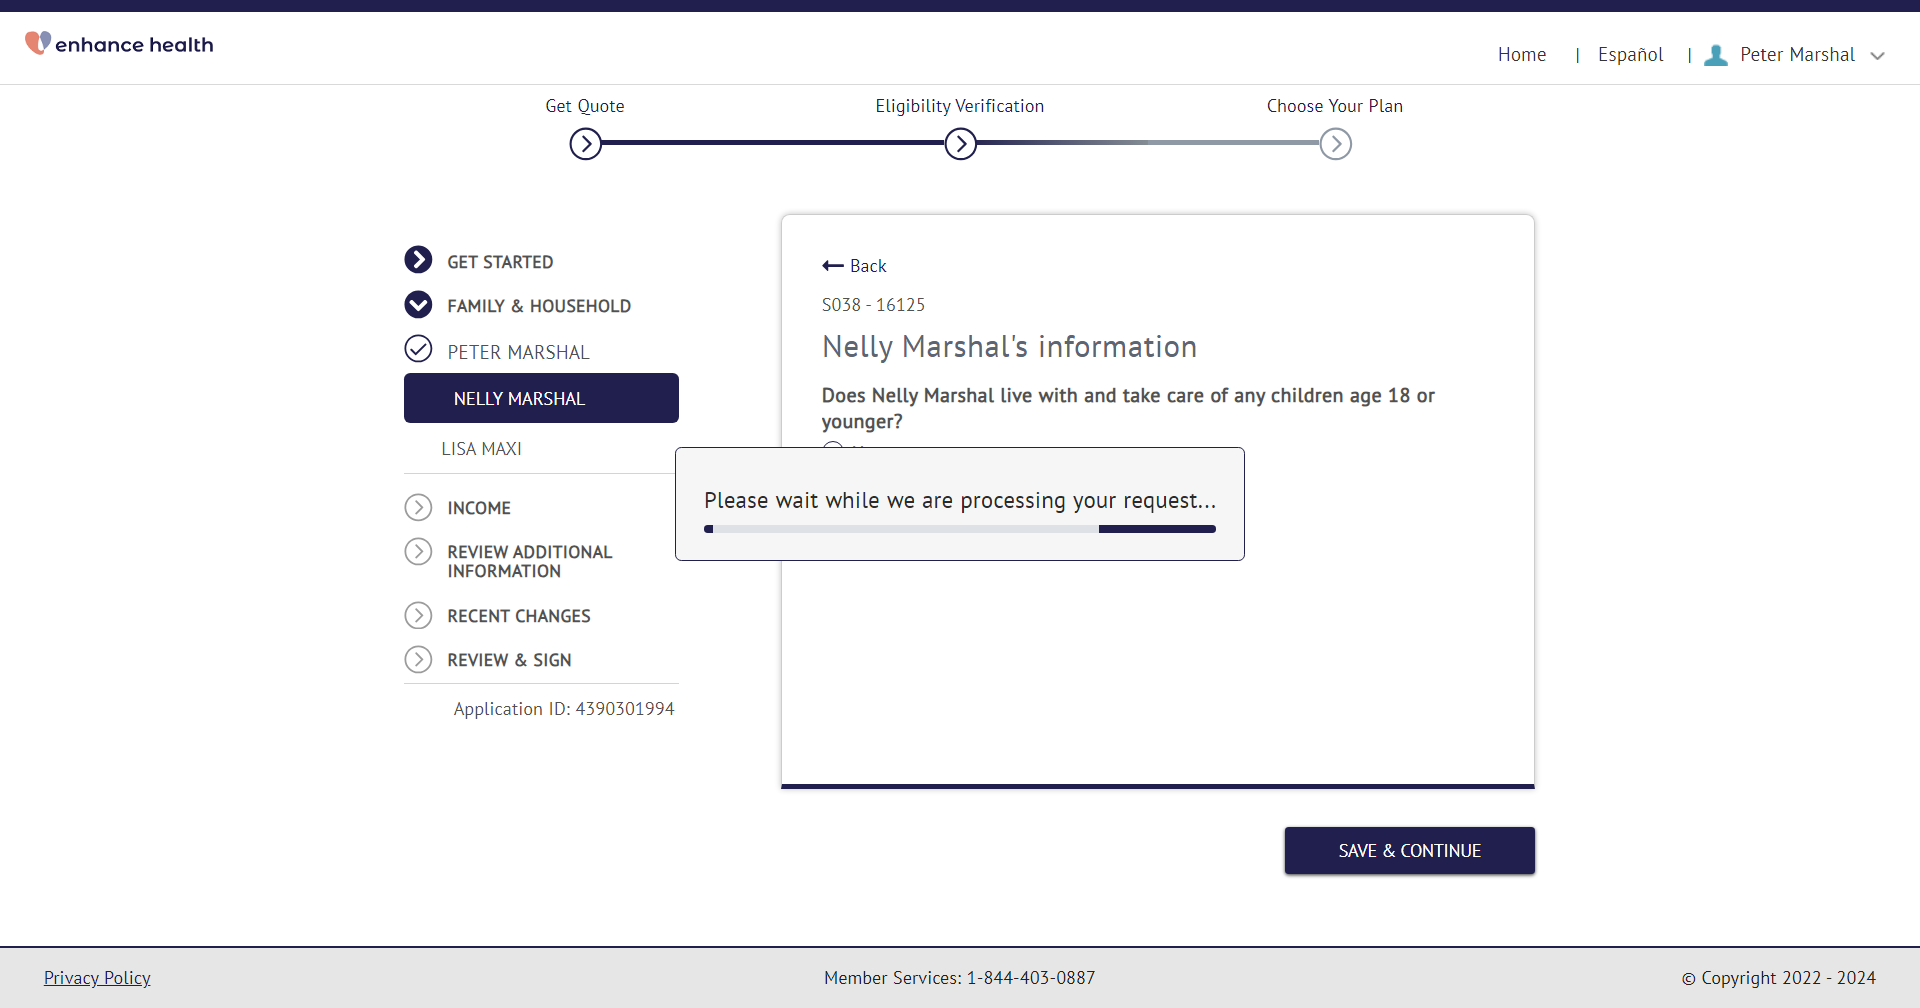 enhance health
Home | Español | Peter Marshal
Get Quote
Eligibility Verification
Choose Your Plan
GET STARTED
FAMILY & HOUSEHOLD
PETER MARSHAL
NELLY MARSHAL
LISA MAXI
INCOME
REVIEW ADDITIONAL
INFORMATION
RECENT CHANGES
REVIEW & SIGN
Application ID: 4390301994
Back
S038 - 16125
Nelly Marshal's information
Does Nelly Marshal live with and take care of any children age 18 or
younger?
Please wait while we are processing your request...
SAVE & CONTINUE
Privacy Policy
Member Services: 1-844-403-0887
© Copyright 2022 - 2024